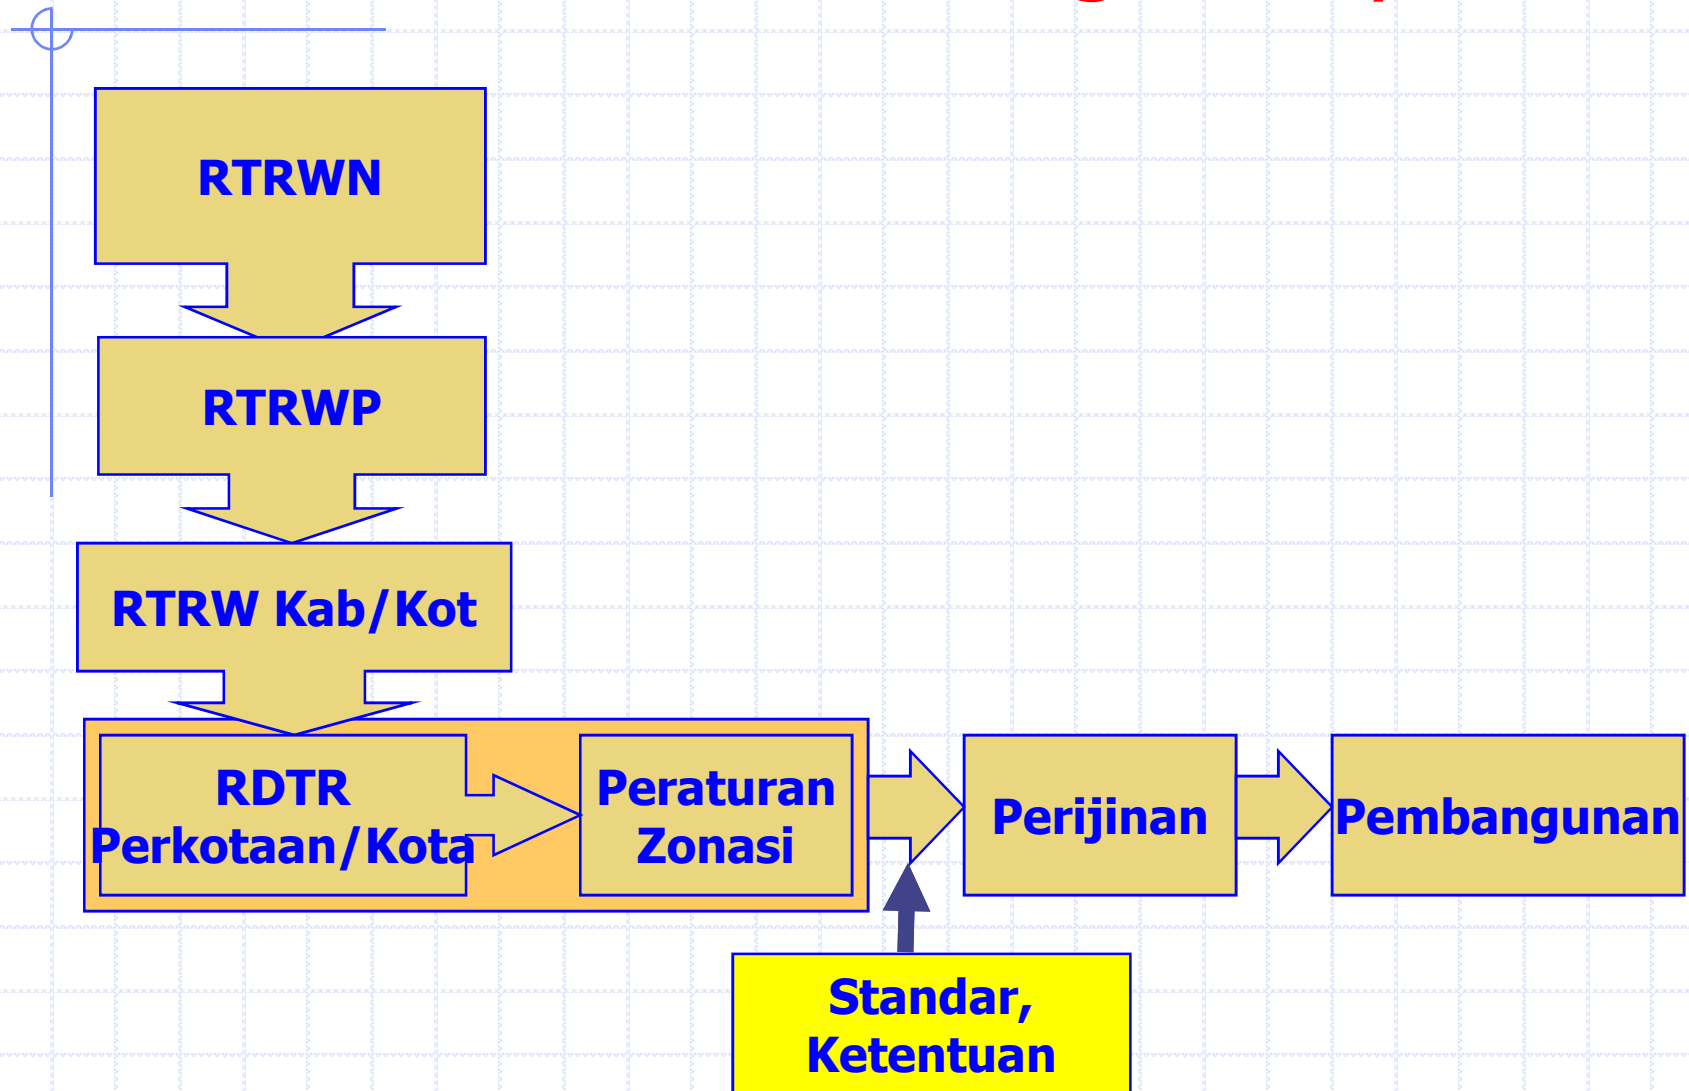 RTRWN
RTRWP
RTRW Kab/Kot
RDTR
Perkotaan/Kota
Peraturan
Zonasi
Perijinan
Pembangunan
Standar,
Ketentuan